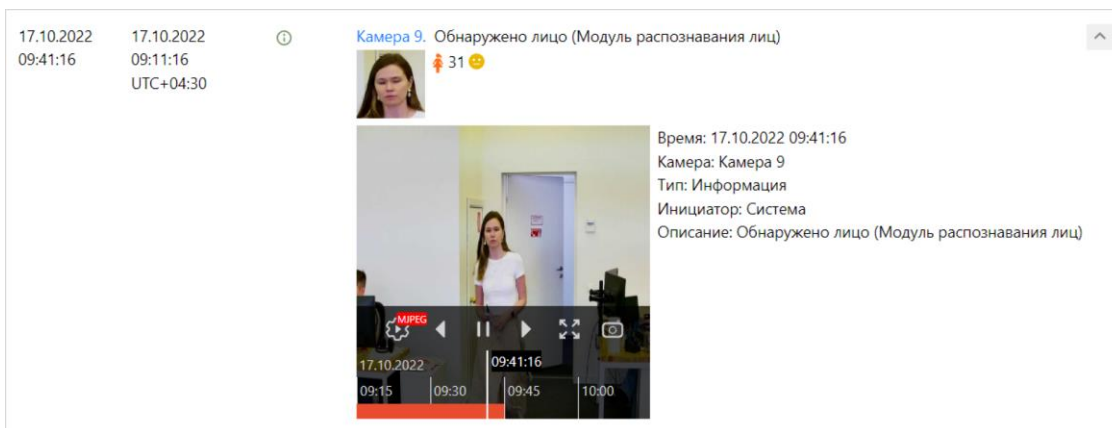 17.10.2022
09:41:16
17.10.2022
09:11:16
UTC+04:30
Камера 9. Обнаружено лицо (Модуль распознавания лиц)
31
Время: 17.10.2022 09:41:16
Камера: Камера 9
Тип: Информация
Инициатор: Система
Описание: Обнаружено лицо (Модуль распознавания лиц)
MJPEG
17.10.2022
09:41:16
09:15 09:30 09:45 10:00